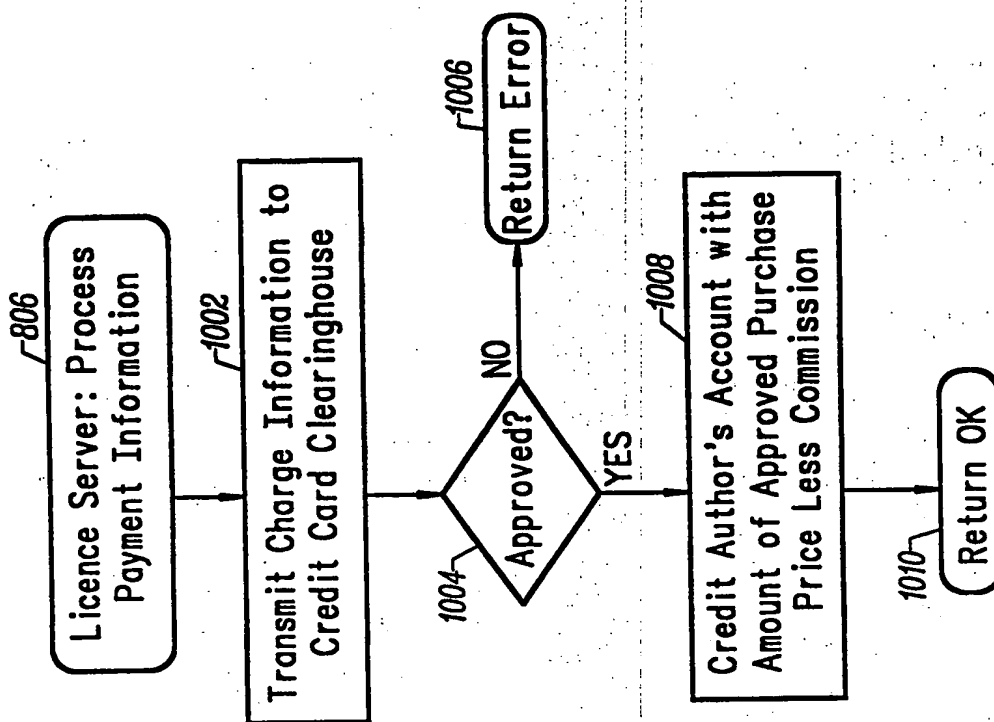 806
Licence Server: Process
Payment Information
1002
Transmit Charge Information to
Credit Card Clearinghouse
1004
Approved?
NO
1006
Return Error
YES
1008
Credit Author's Account with
Amount of Approved Purchase
Price Less Commission
1010
Return OK